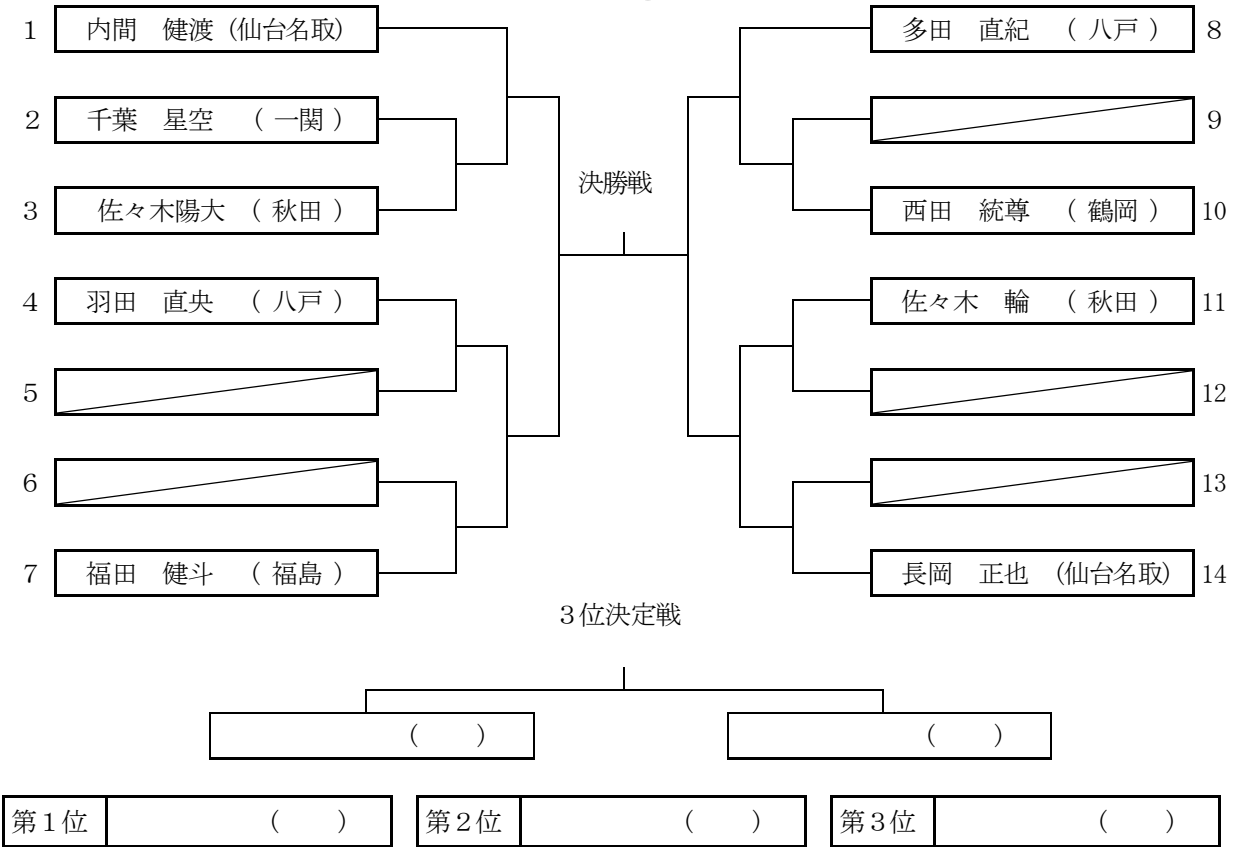 1 内間 健渡 (仙台名取)
2 千葉 星空 ( 一関 )
3 佐々木陽大 ( 秋田 )
4 羽田 直央 ( 八戸 )
5
6
7 福田 健斗 ( 福島 )
決勝戦
多田 直紀 ( 八戸 ) 8
9
西田 統尊 ( 鶴岡 ) 10
佐々木 輪 ( 秋田 ) 11
12
13
長岡 正也 (仙台名取) 14
3位決定戦
( ) ( )
第1位 ( ) 第2位 ( ) 第3位 ( )